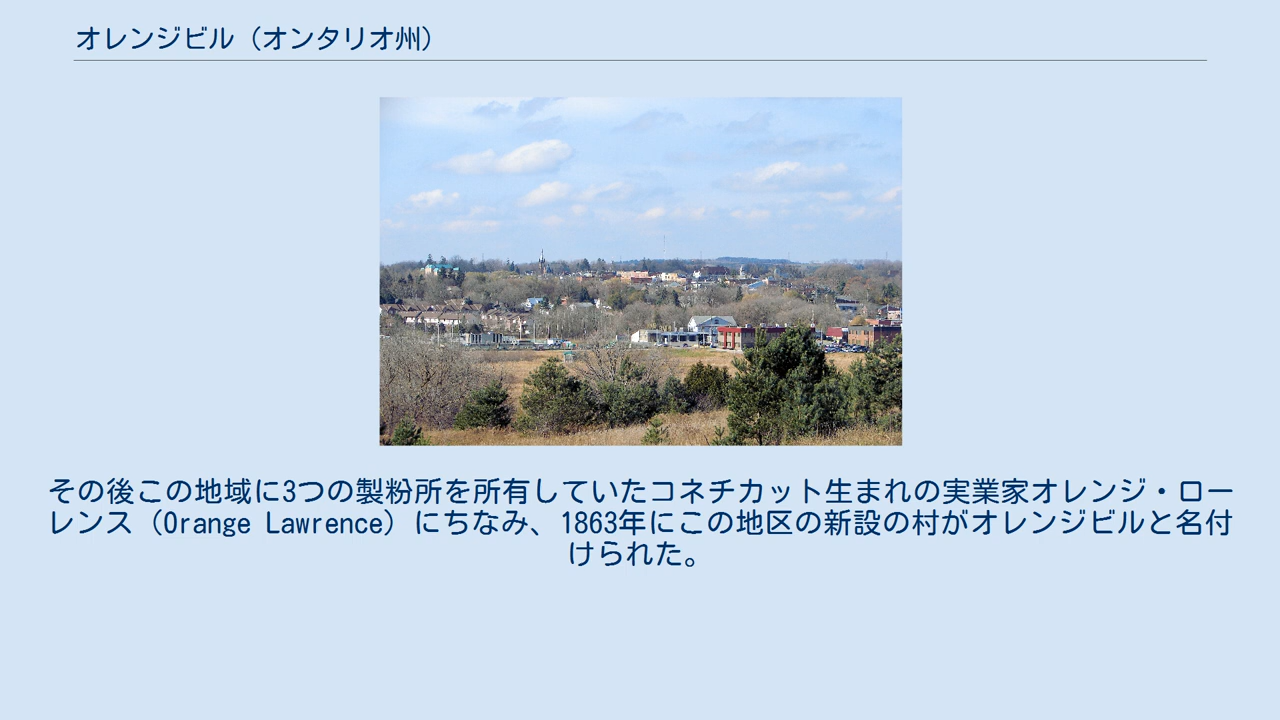 オレンジビル（オンタリオ州）
その後この地域に3つの製粉所を所有していたコネチカット生まれの実業家オレンジ・ロー
レンス（Orange Lawrence）にちなみ、1863年にこの地区の新設の村がオレンジビルと名付
けられた。